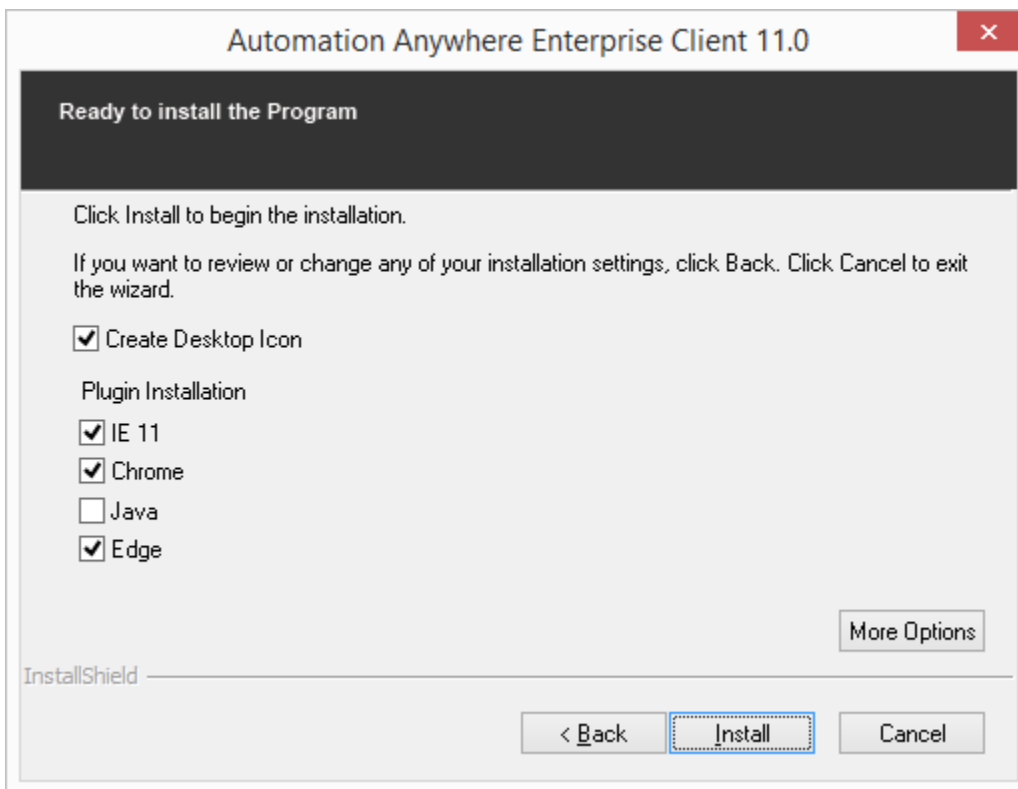 Automation Anywhere Enterprise Client 11.0
Ready to install the Program
Click Install to begin the installation.
If you want to review or change any of your installation settings, click Back. Click Cancel to exit
the wizard.
Create Desktop Icon
Plugin Installation
IE 11
Chrome
Java
Edge
More Options
InstallShield
< Back
Install
Cancel